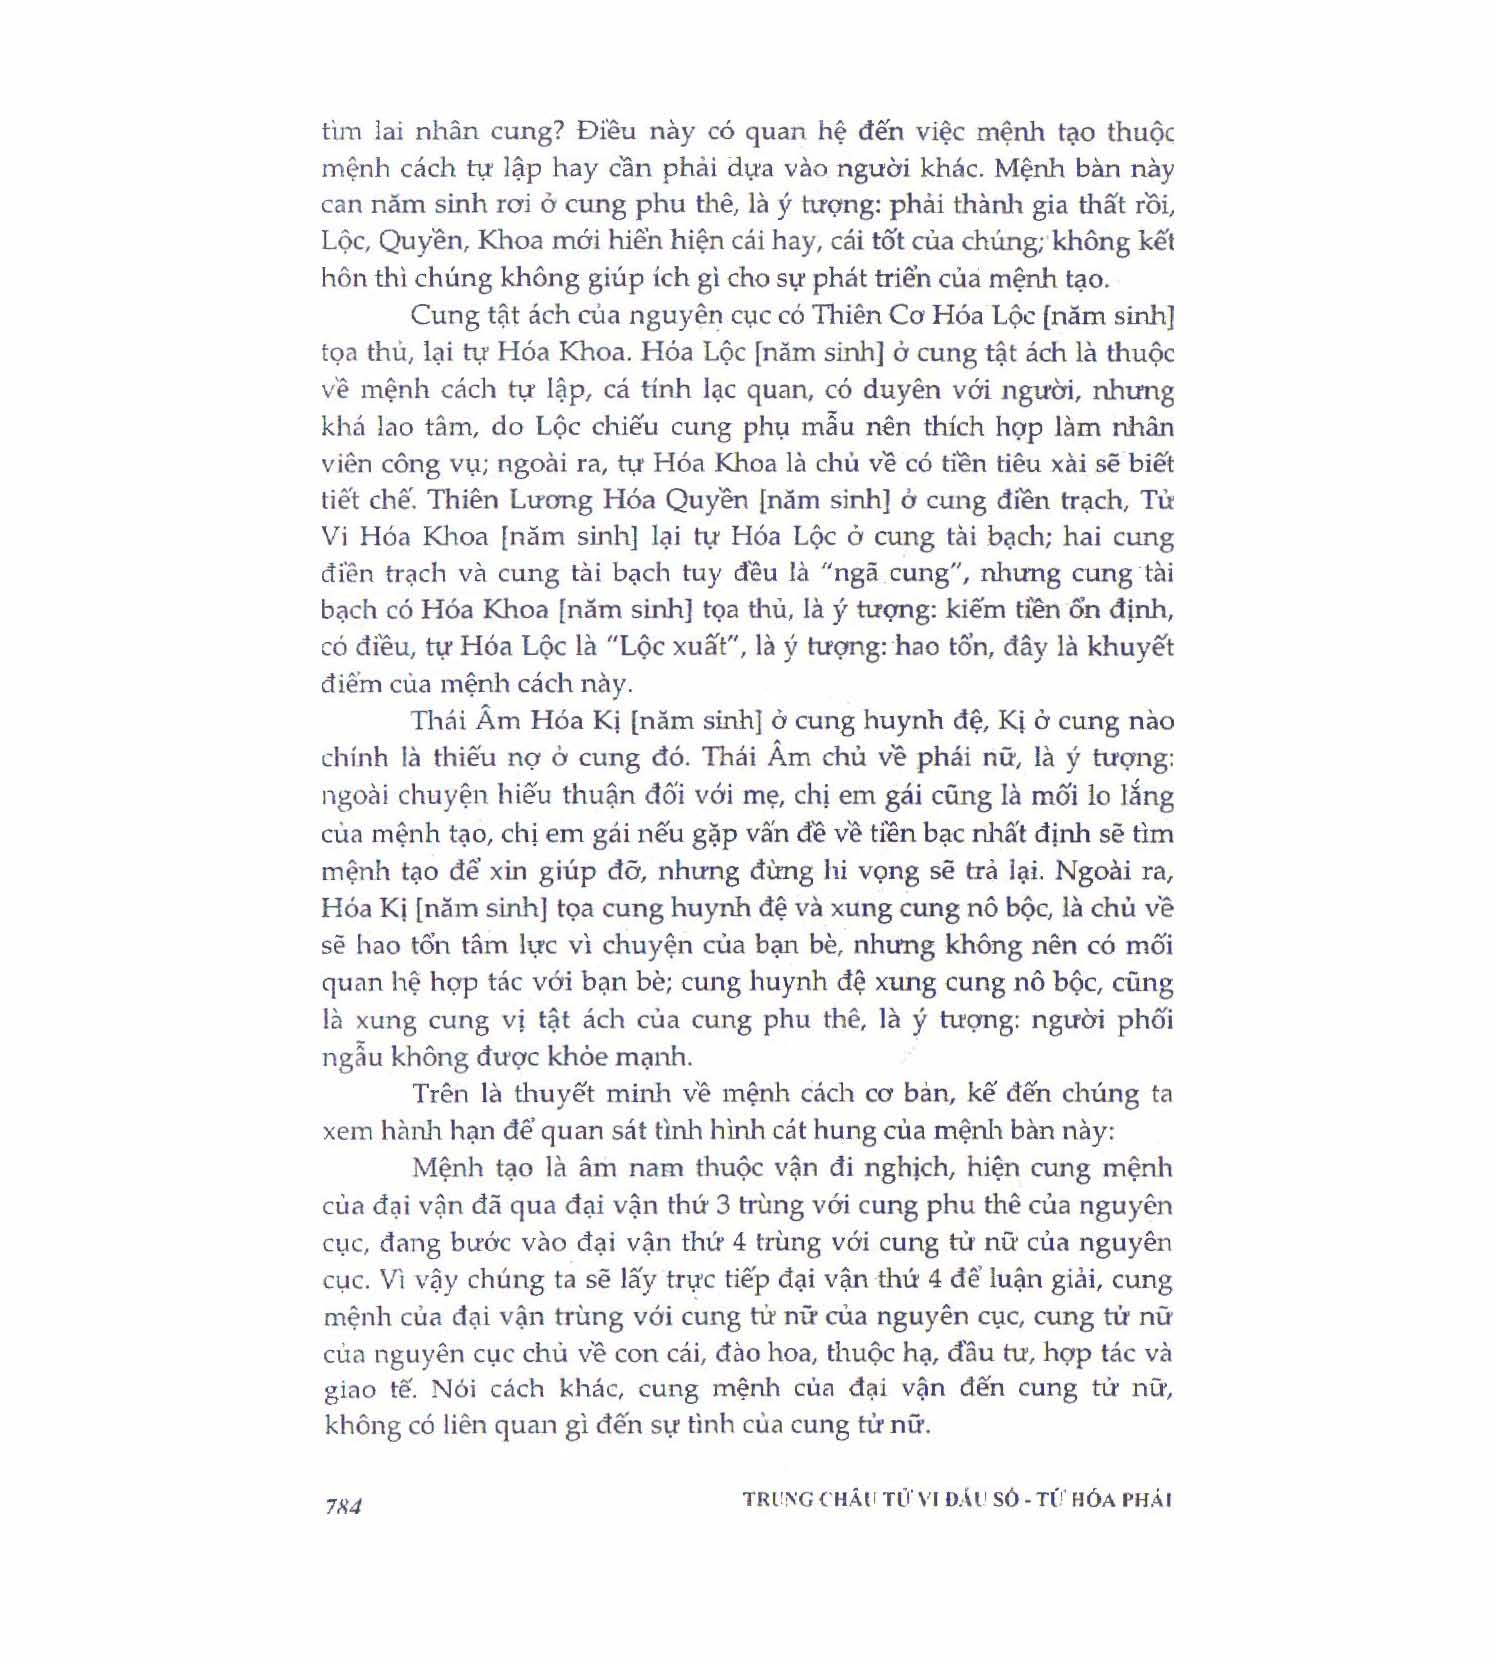 tìm lai nhân cung? Điều này có quan hệ đến việc mệnh tạo thuộc
mệnh cách tự lập hay cần phải dựa vào người khác. Mệnh bàn này
can năm sinh rơi ở cung phu thê, là ý tượng: phải thành gia thất rồi,
Lộc, Quyền, Khoa mới hiển hiện cái hay, cái tốt của chúng; không kết
hôn thì chúng không giúp ích gì cho sự phát triển của mệnh tạo.
Cung tật ách của nguyên cục có Thiên Cơ Hóa Lộc [năm sinh]
tọa thủ, lại tự Hóa Khoa. Hóa Lộc [năm sinh] ở cung tật ách là thuộc
về mệnh cách tự lập, cá tính lạc quan, có duyên với người, nhưng
khá lao tâm, do Lộc chiếu cung phụ mẫu nên thích hợp làm nhân
viên công vụ; ngoài ra, tự Hóa Khoa là chủ về có tiền tiêu xài sẽ biết
tiết chế. Thiên Lương Hóa Quyền [năm sinh] ở cung điền trạch, Tử
Vi Hóa Khoa [năm sinh] lại tự Hóa Lộc ở cung tài bạch; hai cung
điền trạch và cung tài bạch tuy đều là "ngã cung", nhưng cung tài
bạch có Hóa Khoa [năm sinh] tọa thủ, là ý tượng: kiếm tiền ổn định,
có điều, tự Hóa Lộc là "Lộc xuất", là ý tượng: hao tổn, đây là khuyết
điểm của mệnh cách này.
Thái Âm Hóa Kị [năm sinh] ở cung huynh đệ, Kị ở cung nào
chính là thiếu nợ ở cung đó. Thái Âm chủ về phái nữ, là ý tượng:
ngoài chuyện hiếu thuận đối với mẹ, chị em gái cũng là mối lo lắng
của mệnh tạo, chị em gái nếu gặp vấn đề về tiền bạc nhất định sẽ tìm
mệnh tạo để xin giúp đỡ, nhưng đừng hi vọng sẽ trả lại. Ngoài ra,
Hóa Kị [năm sinh] tọa cung huynh đệ và xung cung nô bộc, là chủ về
sẽ hao tổn tâm lực vì chuyện của bạn bè, nhưng không nên có mối
quan hệ hợp tác với bạn bè; cung huynh đệ xung cung nô bộc, cũng
là xung cung vị tật ách của cung phu thê, là ý tượng: người phối
ngẫu không được khỏe mạnh.
Trên là thuyết minh về mệnh cách cơ bản, kế đến chúng ta
xem hành hạn để quan sát tình hình cát hung của mệnh bàn này:
Mệnh tạo là âm nam thuộc vận đi nghịch, hiện cung mệnh
của đại vận đã qua đại vận thứ 3 trùng với cung phu thê của nguyên
cục, đang bước vào đại vận thứ 4 trùng với cung tử nữ của nguyên
cục. Vì vậy chúng ta sẽ lấy trực tiếp đại vận thứ 4 để luận giải, cung
mệnh của đại vận trùng với cung tử nữ của nguyên cục, cung tử nữ
của nguyên cục chủ về con cái, đào hoa, thuộc hạ, đầu tư, hợp tác và
giao tế. Nói cách khác, cung mệnh của đại vận đến cung tử nữ,
không có liên quan gì đến sự tình của cung tử nữ.
784 TRUNG CHÂU TỬ VI ĐẨU SỐ - TỨ HÓA PHÁI